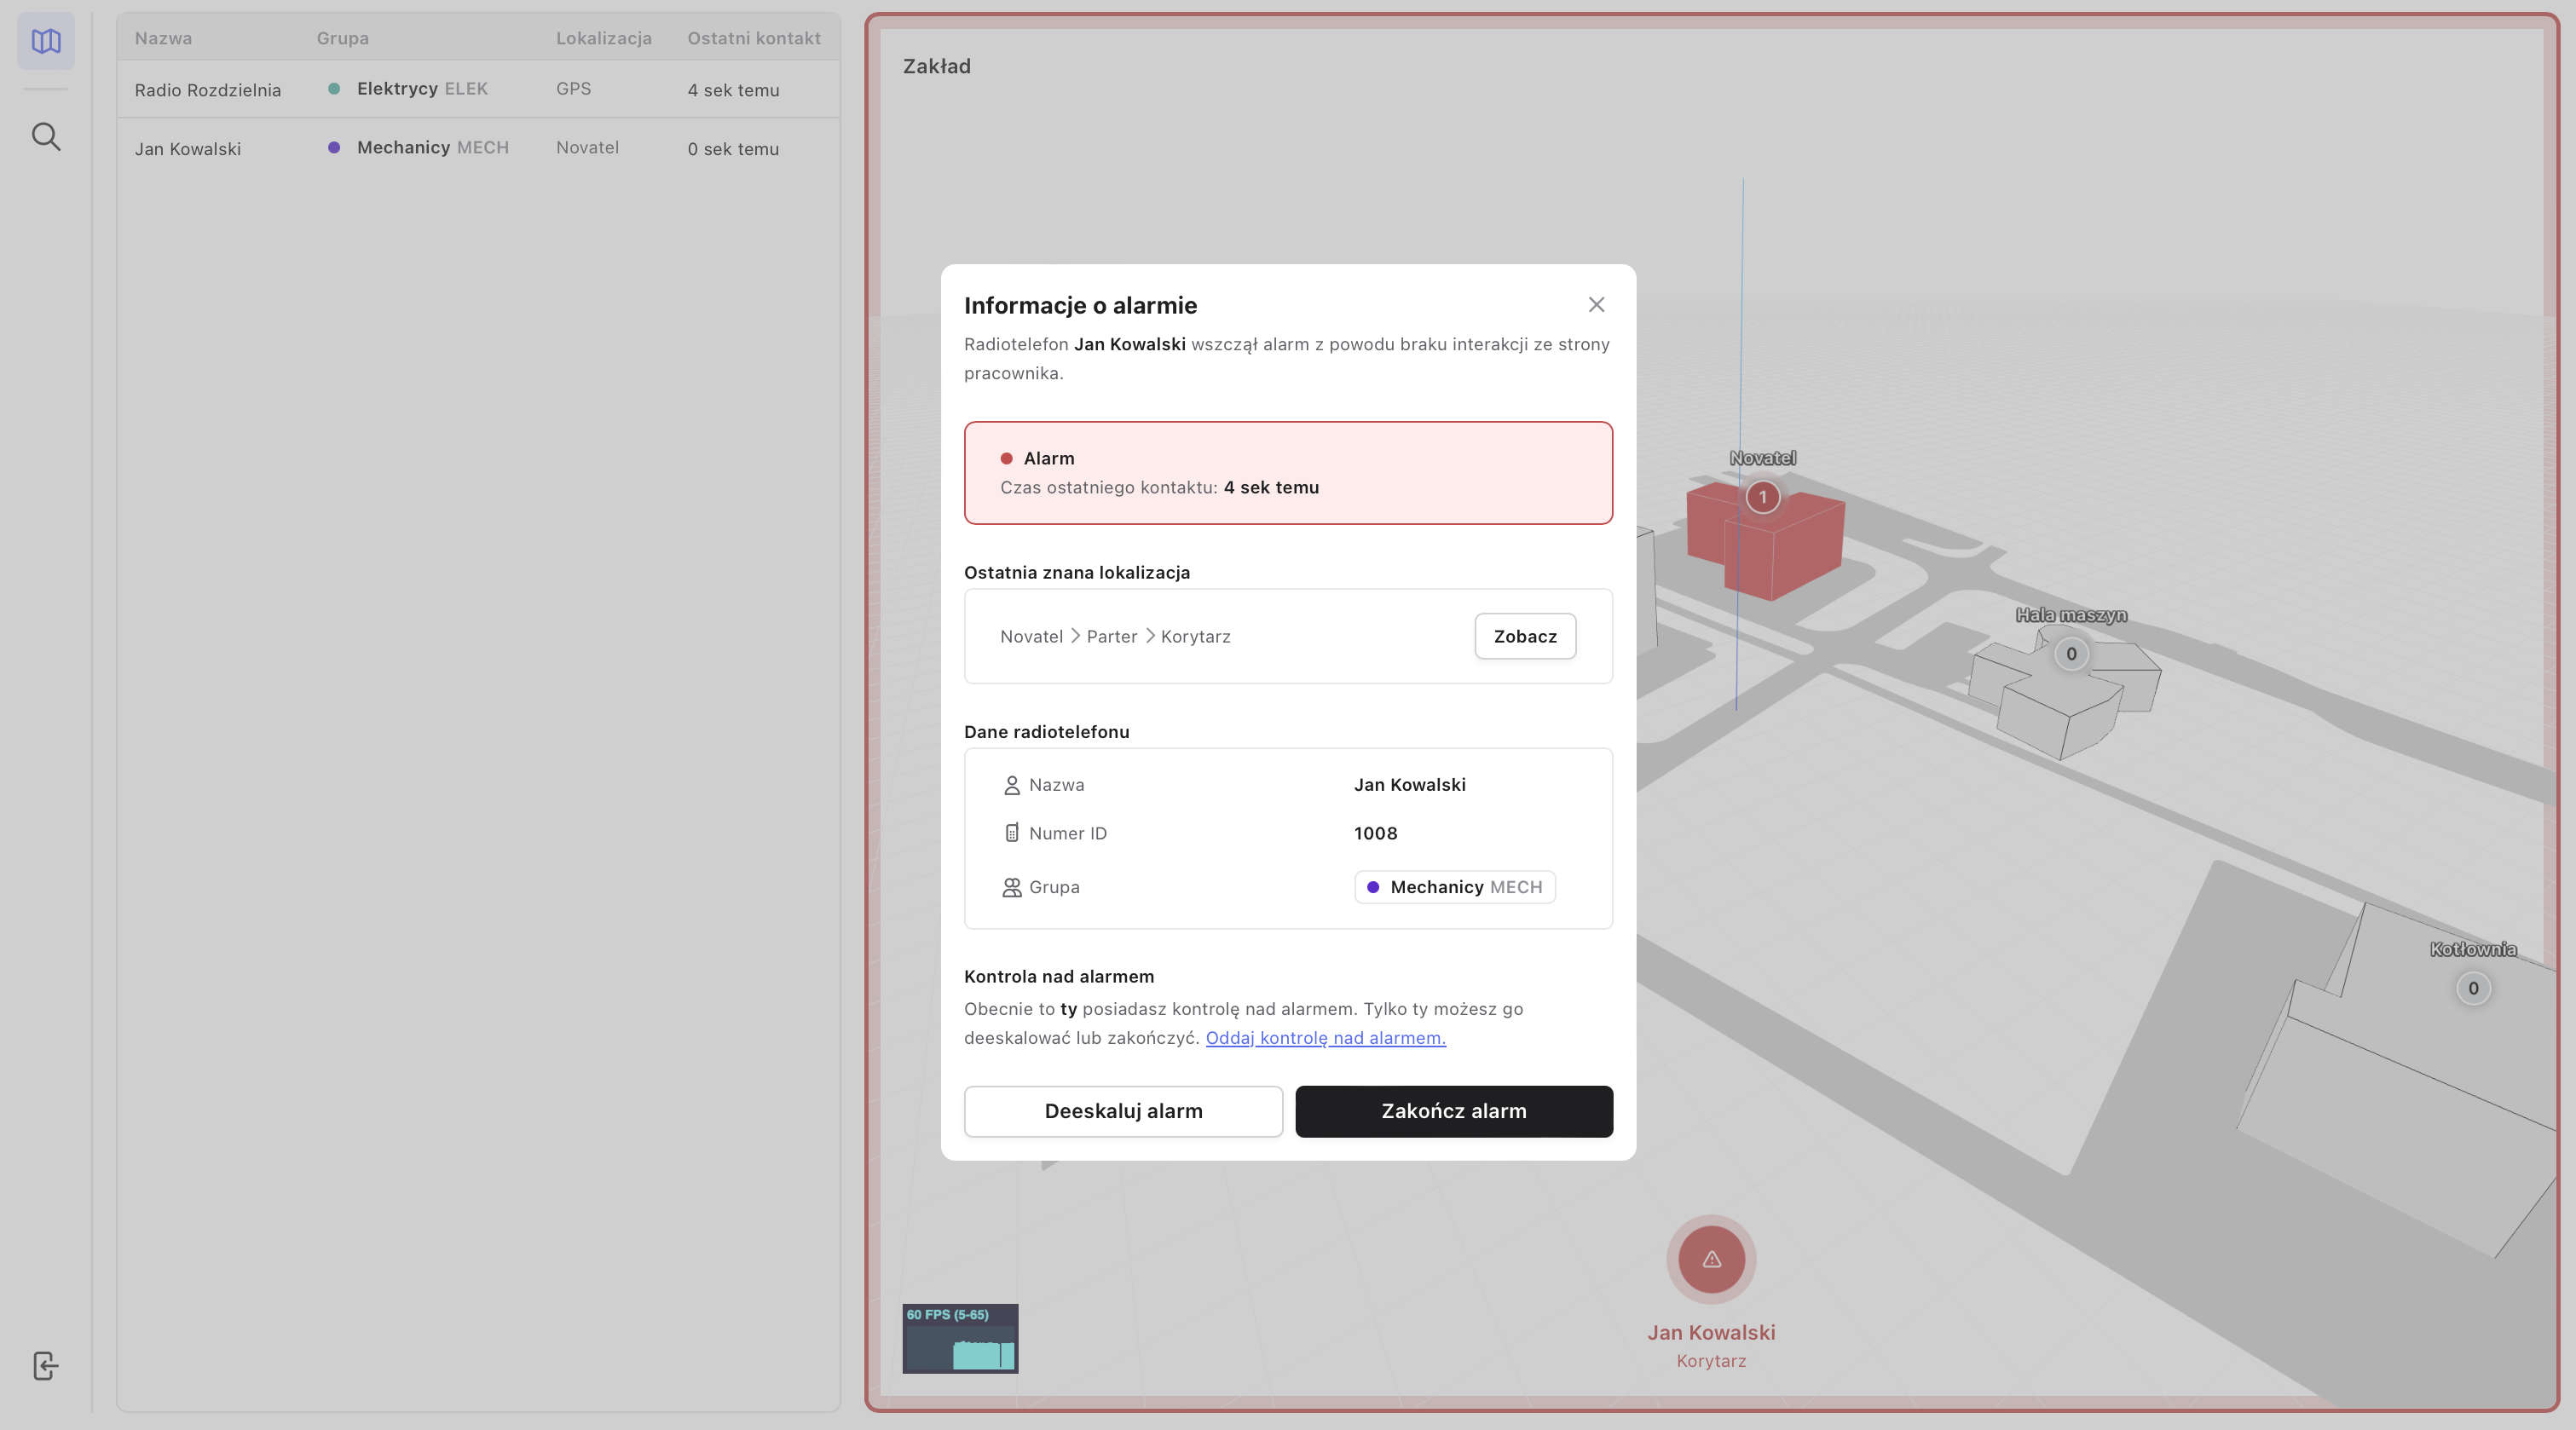 Nazwa Grupa Lokalizacja Ostatni kontakt
Radio Rozdzielnia Elektrycy ELEK GPS 4 sek temu
Jan Kowalski Mechanicy MECH Novatel 0 sek temu
Zakład
Informacje o alarmie
Radiotelefon Jan Kowalski wszczął alarm z powodu braku interakcji ze strony
pracownika.
Alarm
Czas ostatniego kontaktu: 4 sek temu
Ostatnia znana lokalizacja
Novatel > Parter > Korytarz
Zobacz
Dane radiotelefonu
Nazwa Jan Kowalski
Numer ID 1008
Grupa Mechanicy MECH
Kontrola nad alarmem
Obecnie to ty posiadasz kontrolę nad alarmem. Tylko ty możesz go
deeskalować lub zakończyć. Oddaj kontrolę nad alarmem.
Deeskaluj alarm
Zakończ alarm
Novatel
1
Hala maszyn
0
Kotłownia
0
Jan Kowalski
Korytarz
60 FPS (5-65)